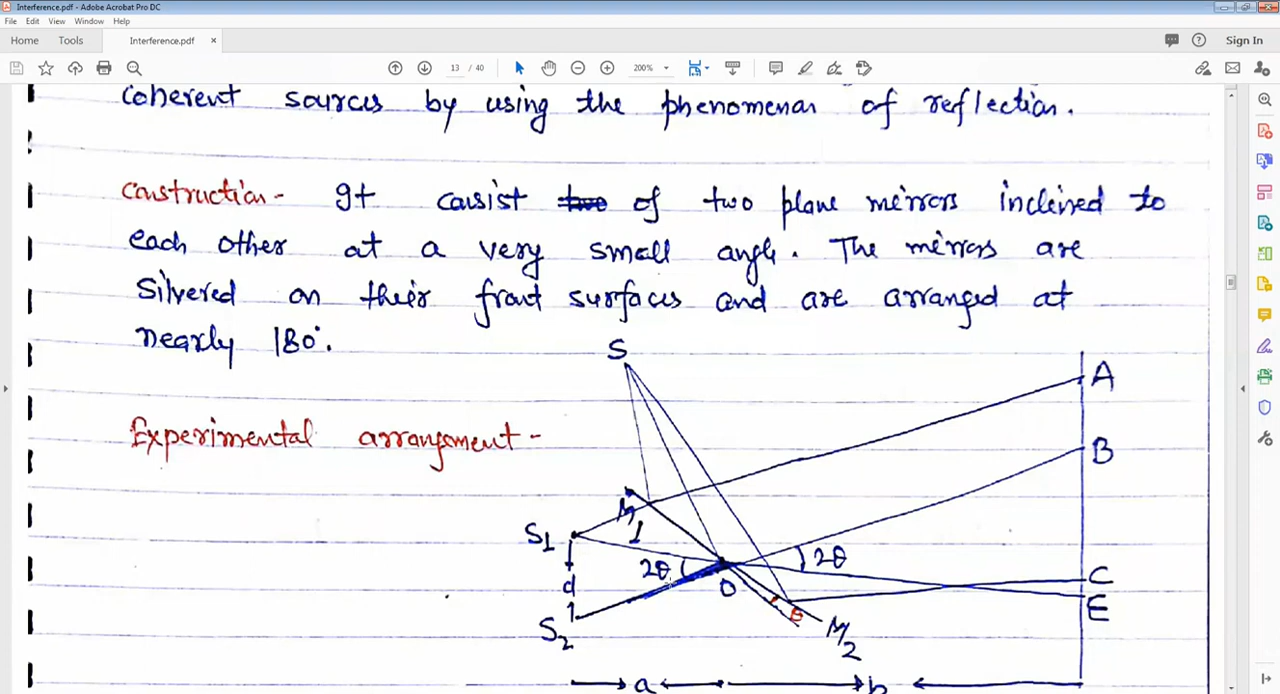 Interference.pdf - Adobe Acrobat Pro DC
File Edit View Window Help
Home Tools Interference.pdf × Sign In
13 / 40 200%
coherent sources by using the phenomenan of reflection.
Construction- It consist two of two plane mirrors inclined to
each other at a very small angle. The mirrors are
silvered on their front surfaces and are arranged at
nearly 180°.
S
A
Experimental arrangement-
B
M1
S1
2θ
2θ
d
O
C
E
θ
S2
M2
a
b